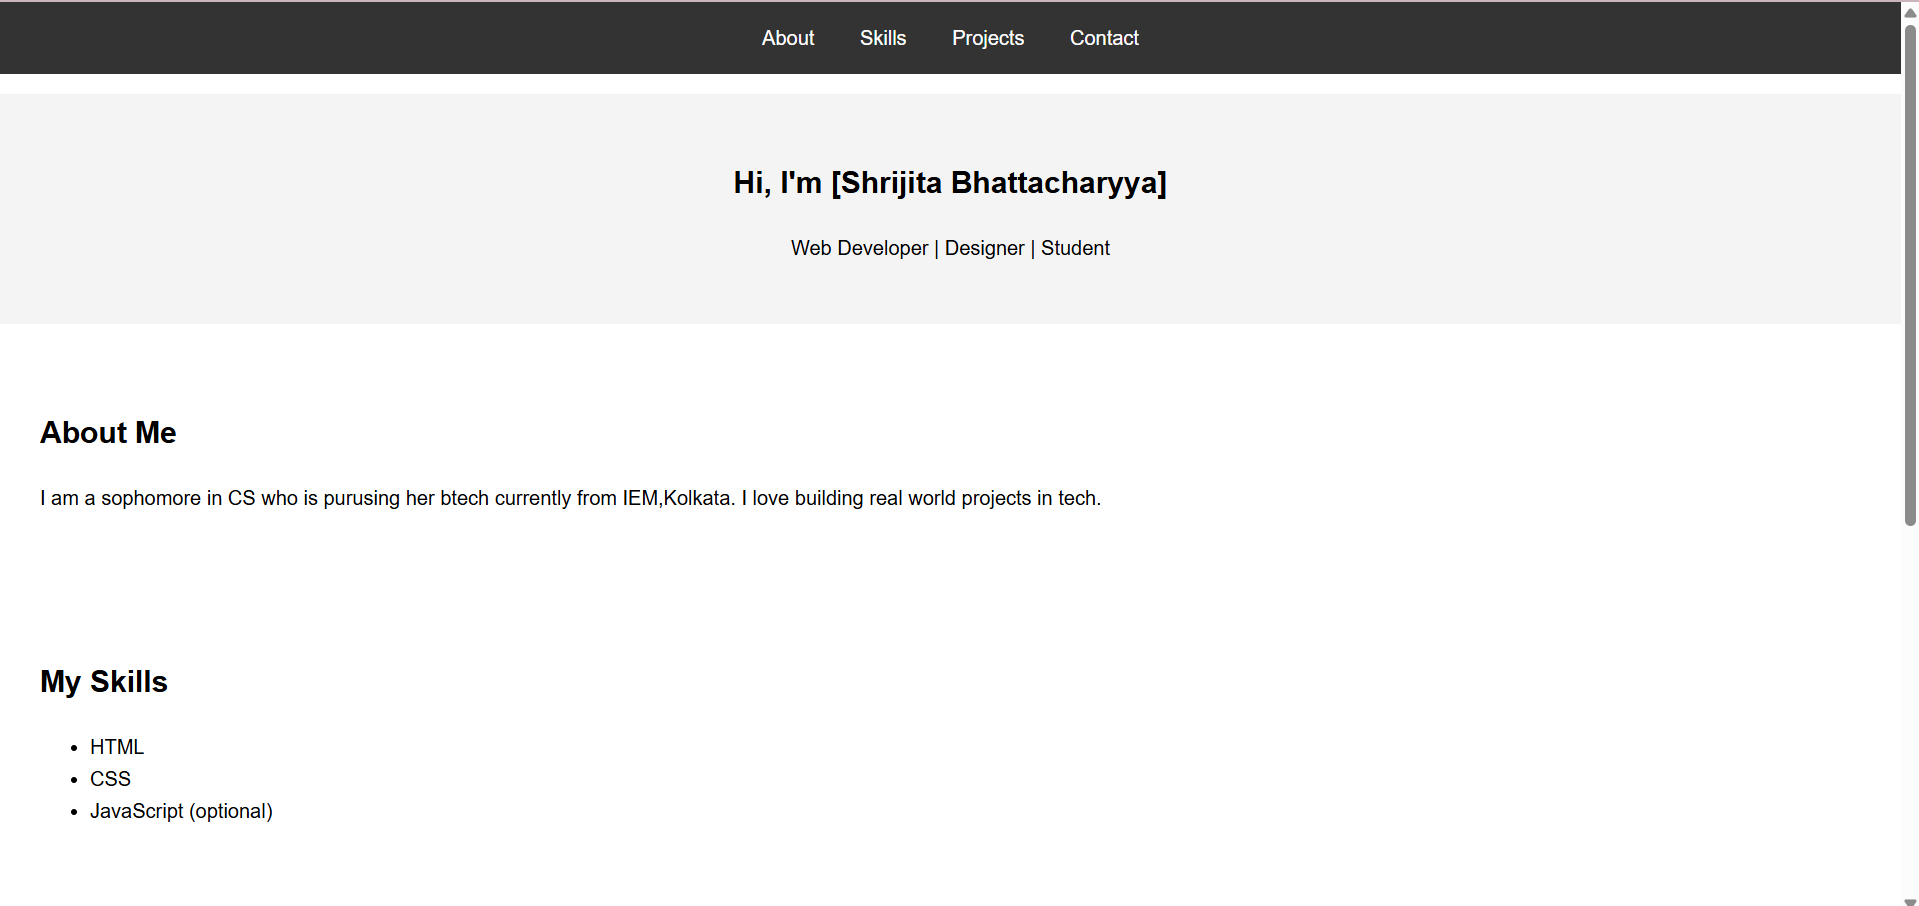 About Skills Projects Contact
Hi, I'm [Shrijita Bhattacharyya]
Web Developer | Designer | Student
About Me
I am a sophomore in CS who is purusing her btech currently from IEM,Kolkata. I love building real world projects in tech.
My Skills
• HTML
• CSS
• JavaScript (optional)